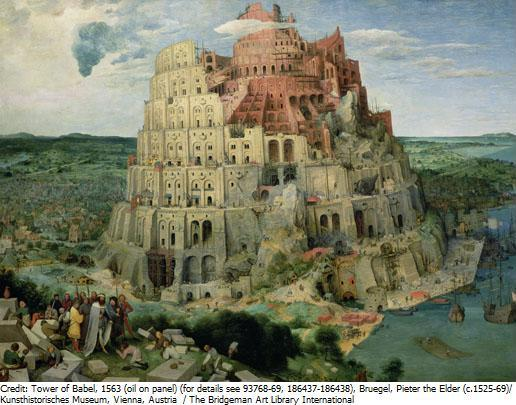 Credit: Tower of Babel, 1563 (oil on panel) (for details see 93768-69, 186437-186438), Bruegel, Pieter the Elder (c.1525-69)/
Kunsthistorisches Museum, Vienna, Austria / The Bridgeman Art Library International